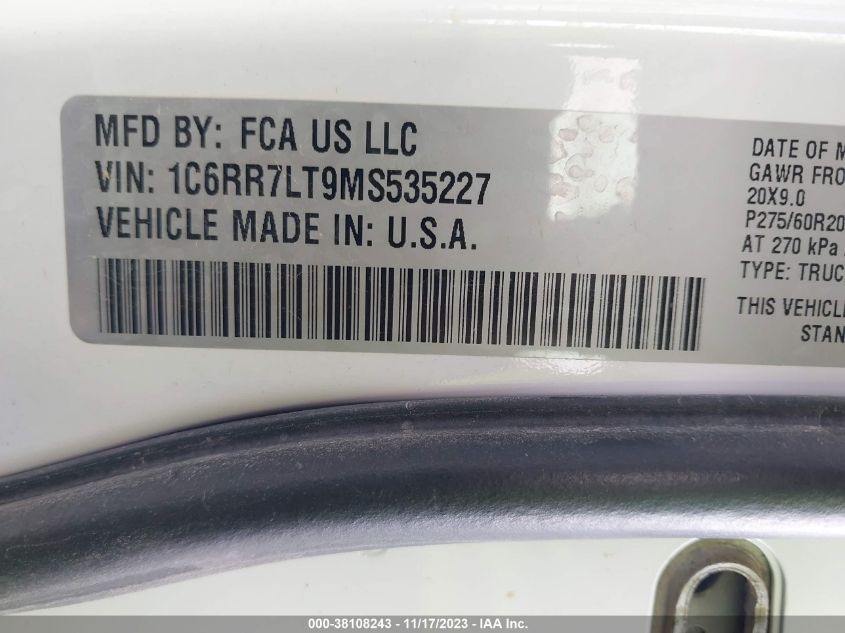 MFD BY: FCA US LLC
VIN: 1C6RR7LT9MS535227
VEHICLE MADE IN: U.S.A.
DATE OF M
GAWR FRO
20X9.0
P275/60R20
AT 270 kPa
TYPE: TRUC
THIS VEHICLE
STAN
000-38108243 - 11/17/2023 - IAA Inc.